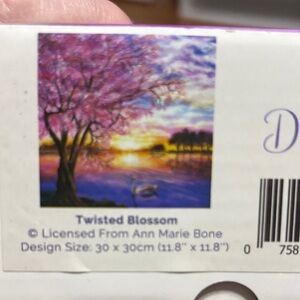 Twisted Blossom
© Licensed From Ann Marie Bone
Design Size: 30 x 30cm (11.8" x 11.8")
D
0 758